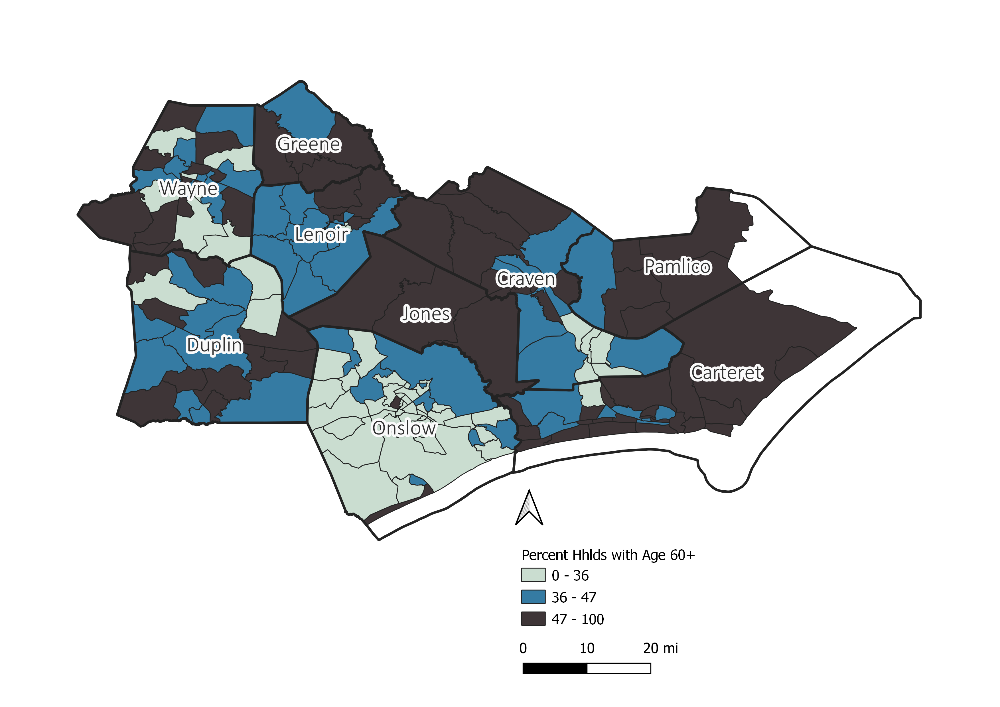 Greene
Wayne
Lenoir
Pamlico
Craven
Jones
Duplin
Carteret
Onslow
Percent Hhlds with Age 60+
0 - 36
36 - 47
47 - 100
0 10 20 mi